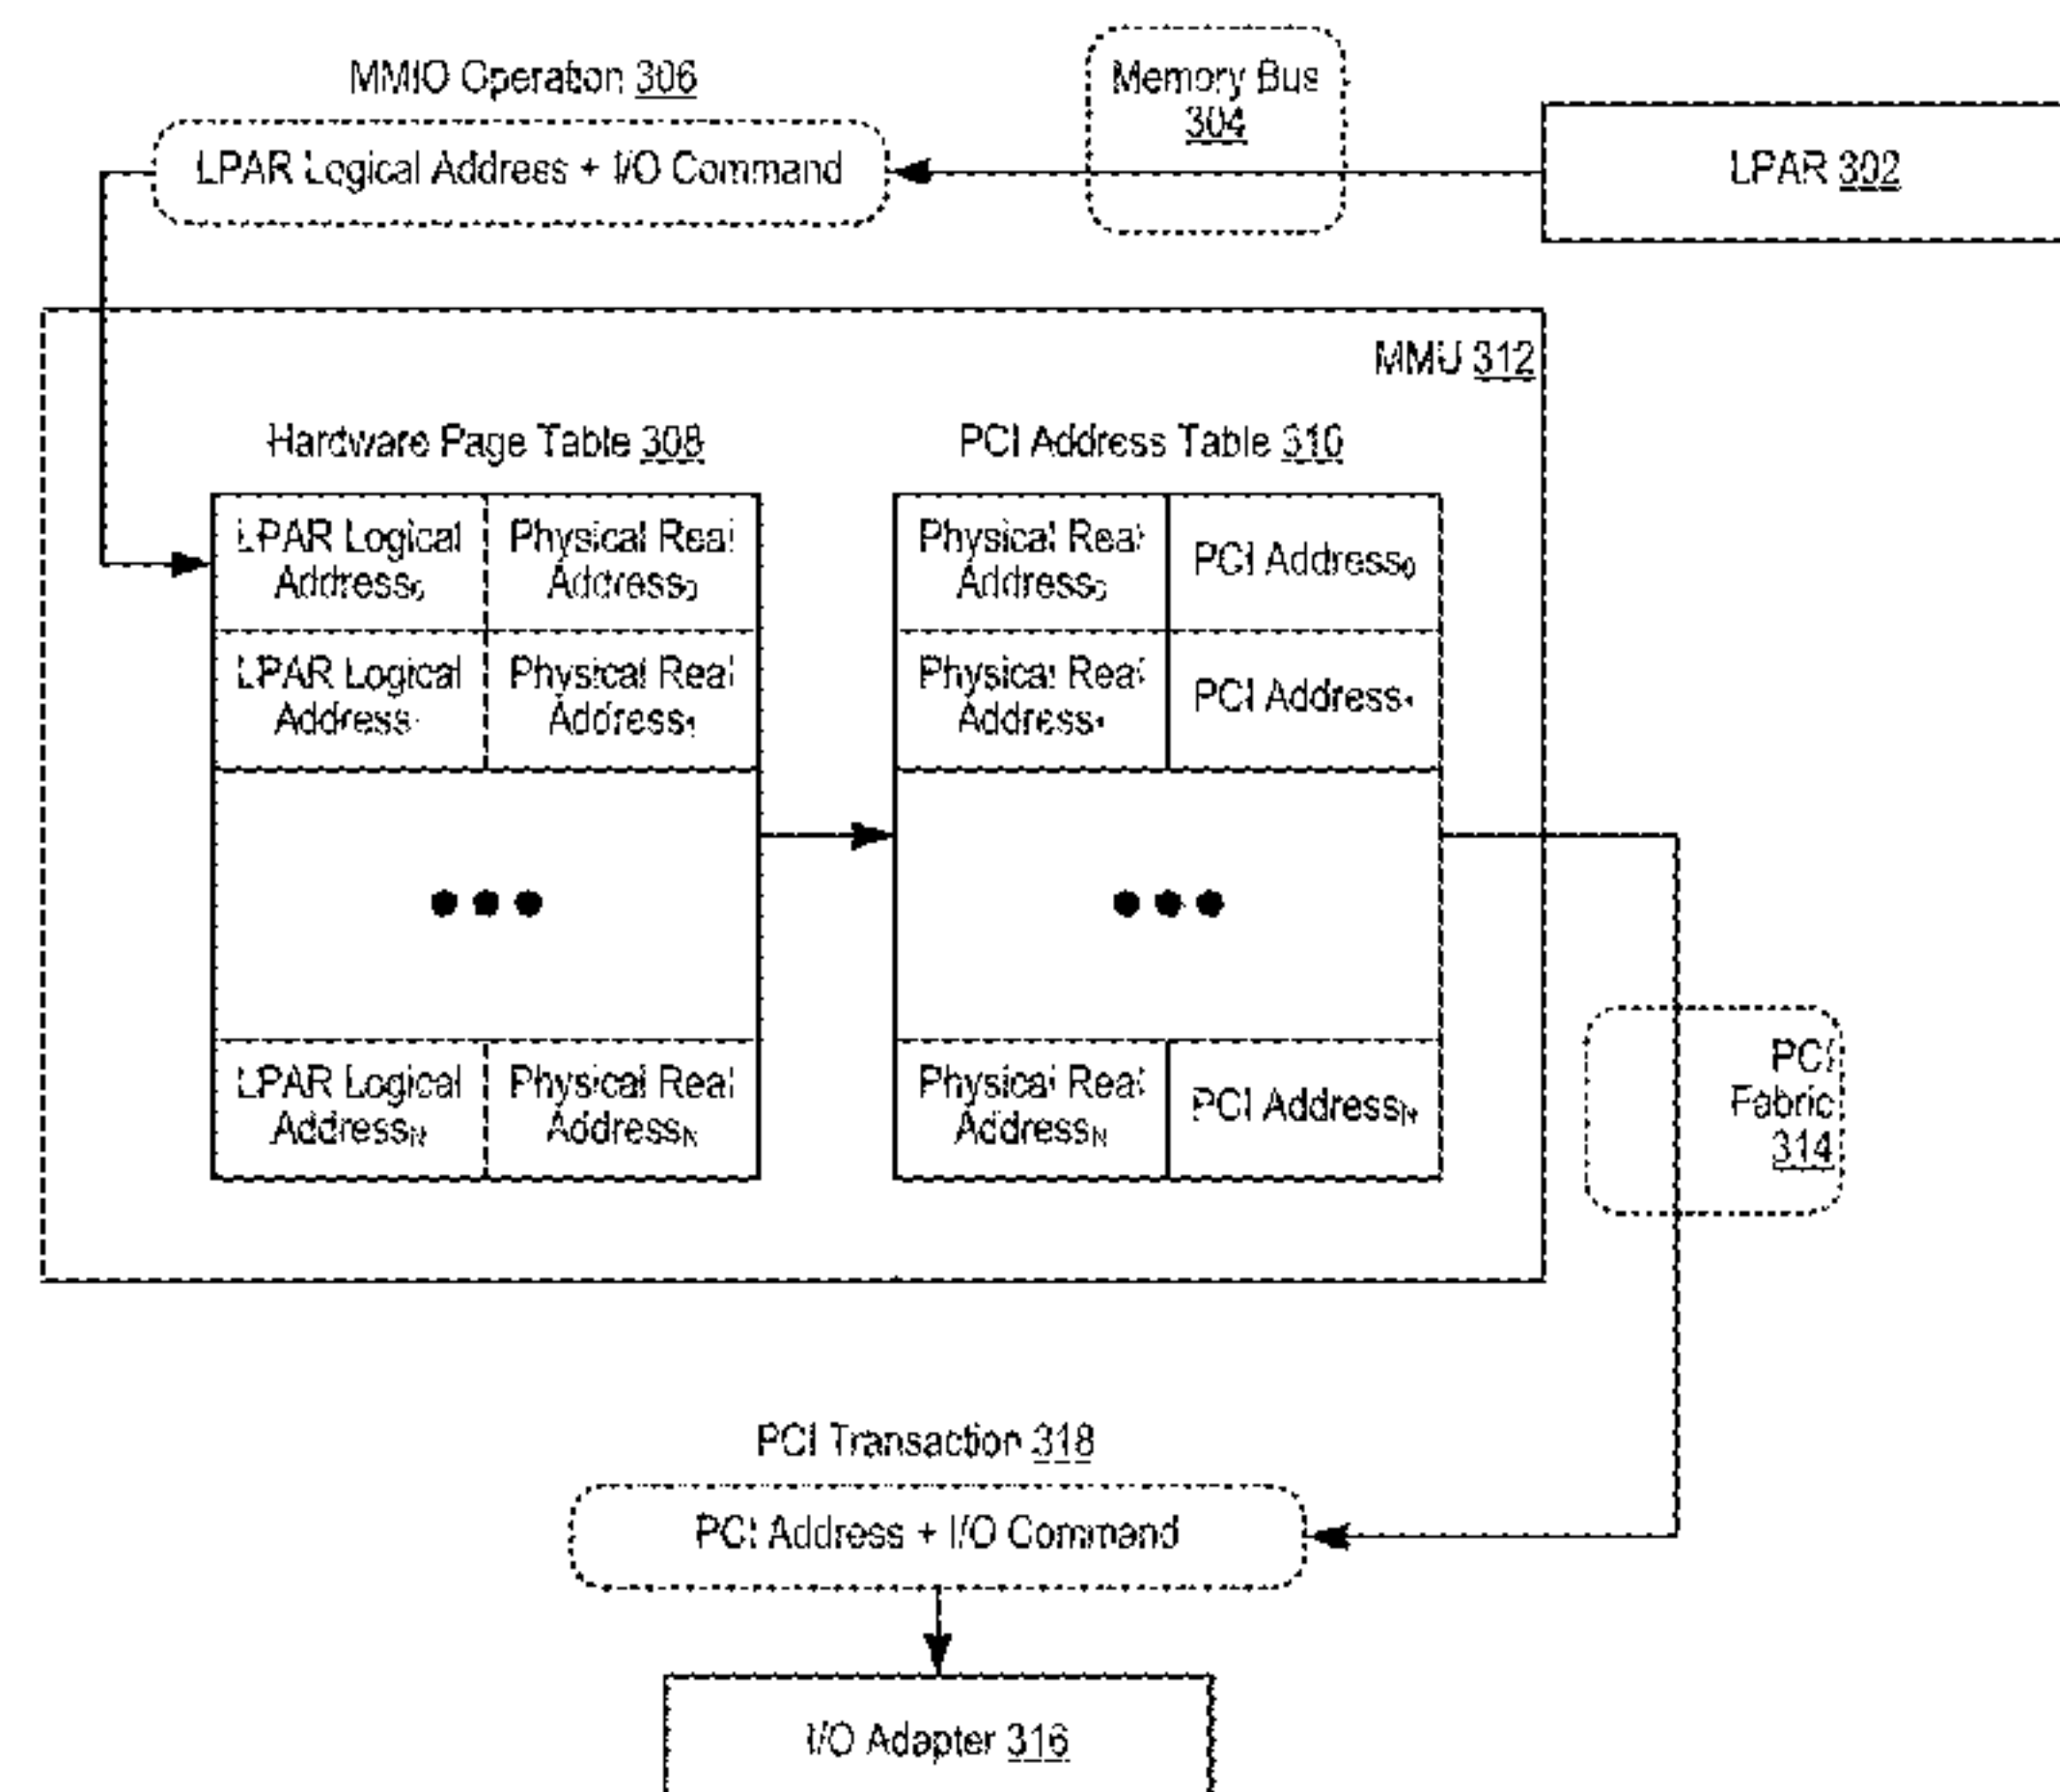 MMIO Operation 306
LPAR Logical Address + I/O Command
Memory Bus
304
LPAR 302
MMU 312
Hardware Page Table 308
LPAR Logical
Address0
Physical Real
Address0
LPAR Logical
Address1
Physical Real
Address1
LPAR Logical
AddressN
Physical Real
AddressN
PCI Address Table 310
Physical Real
Address0
PCI Address0
Physical Real
Address1
PCI Address1
Physical Real
AddressN
PCI AddressN
PCI
Fabric
314
PCI Transaction 318
PCI Address + I/O Command
I/O Adapter 316